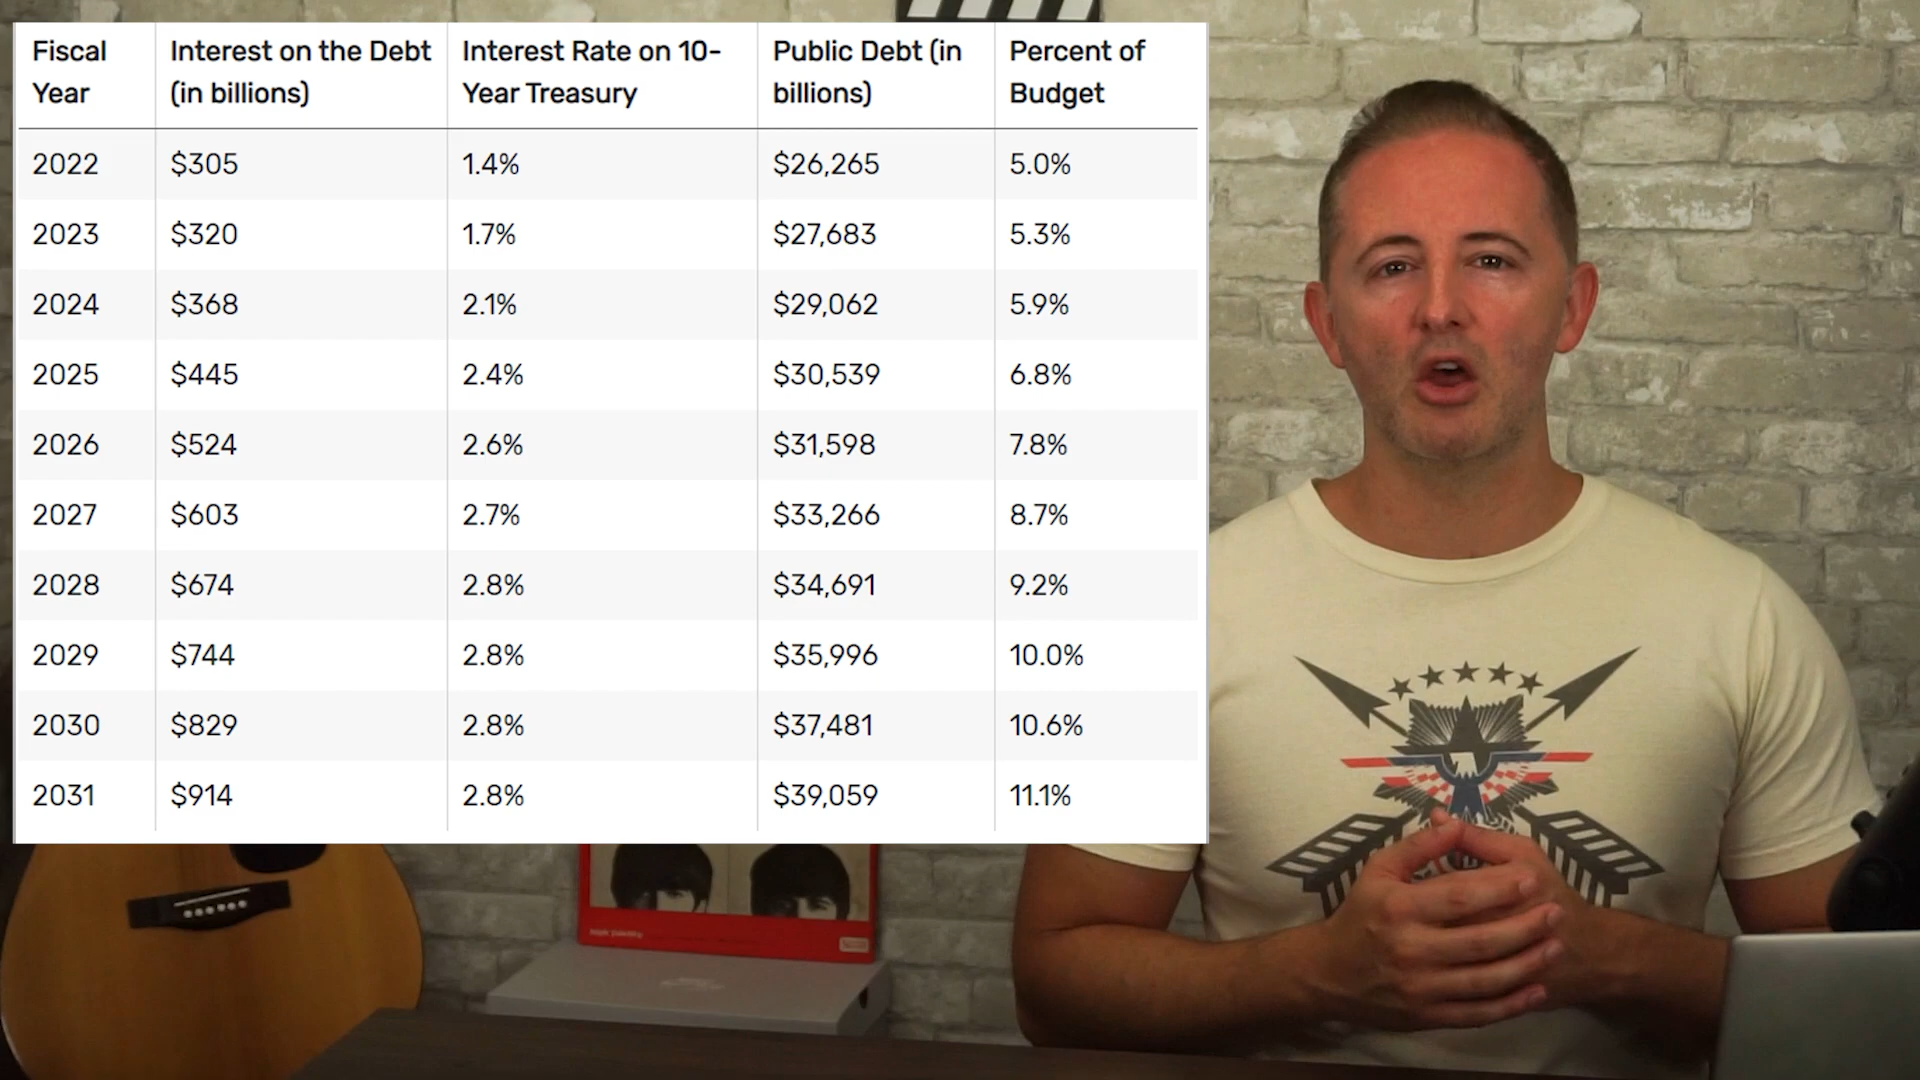 Fiscal Year
Interest on the Debt (in billions)
Interest Rate on 10-Year Treasury
Public Debt (in billions)
Percent of Budget
2022 $305 1.4% $26,265 5.0%
2023 $320 1.7% $27,683 5.3%
2024 $368 2.1% $29,062 5.9%
2025 $445 2.4% $30,539 6.8%
2026 $524 2.6% $31,598 7.8%
2027 $603 2.7% $33,266 8.7%
2028 $674 2.8% $34,691 9.2%
2029 $744 2.8% $35,996 10.0%
2030 $829 2.8% $37,481 10.6%
2031 $914 2.8% $39,059 11.1%